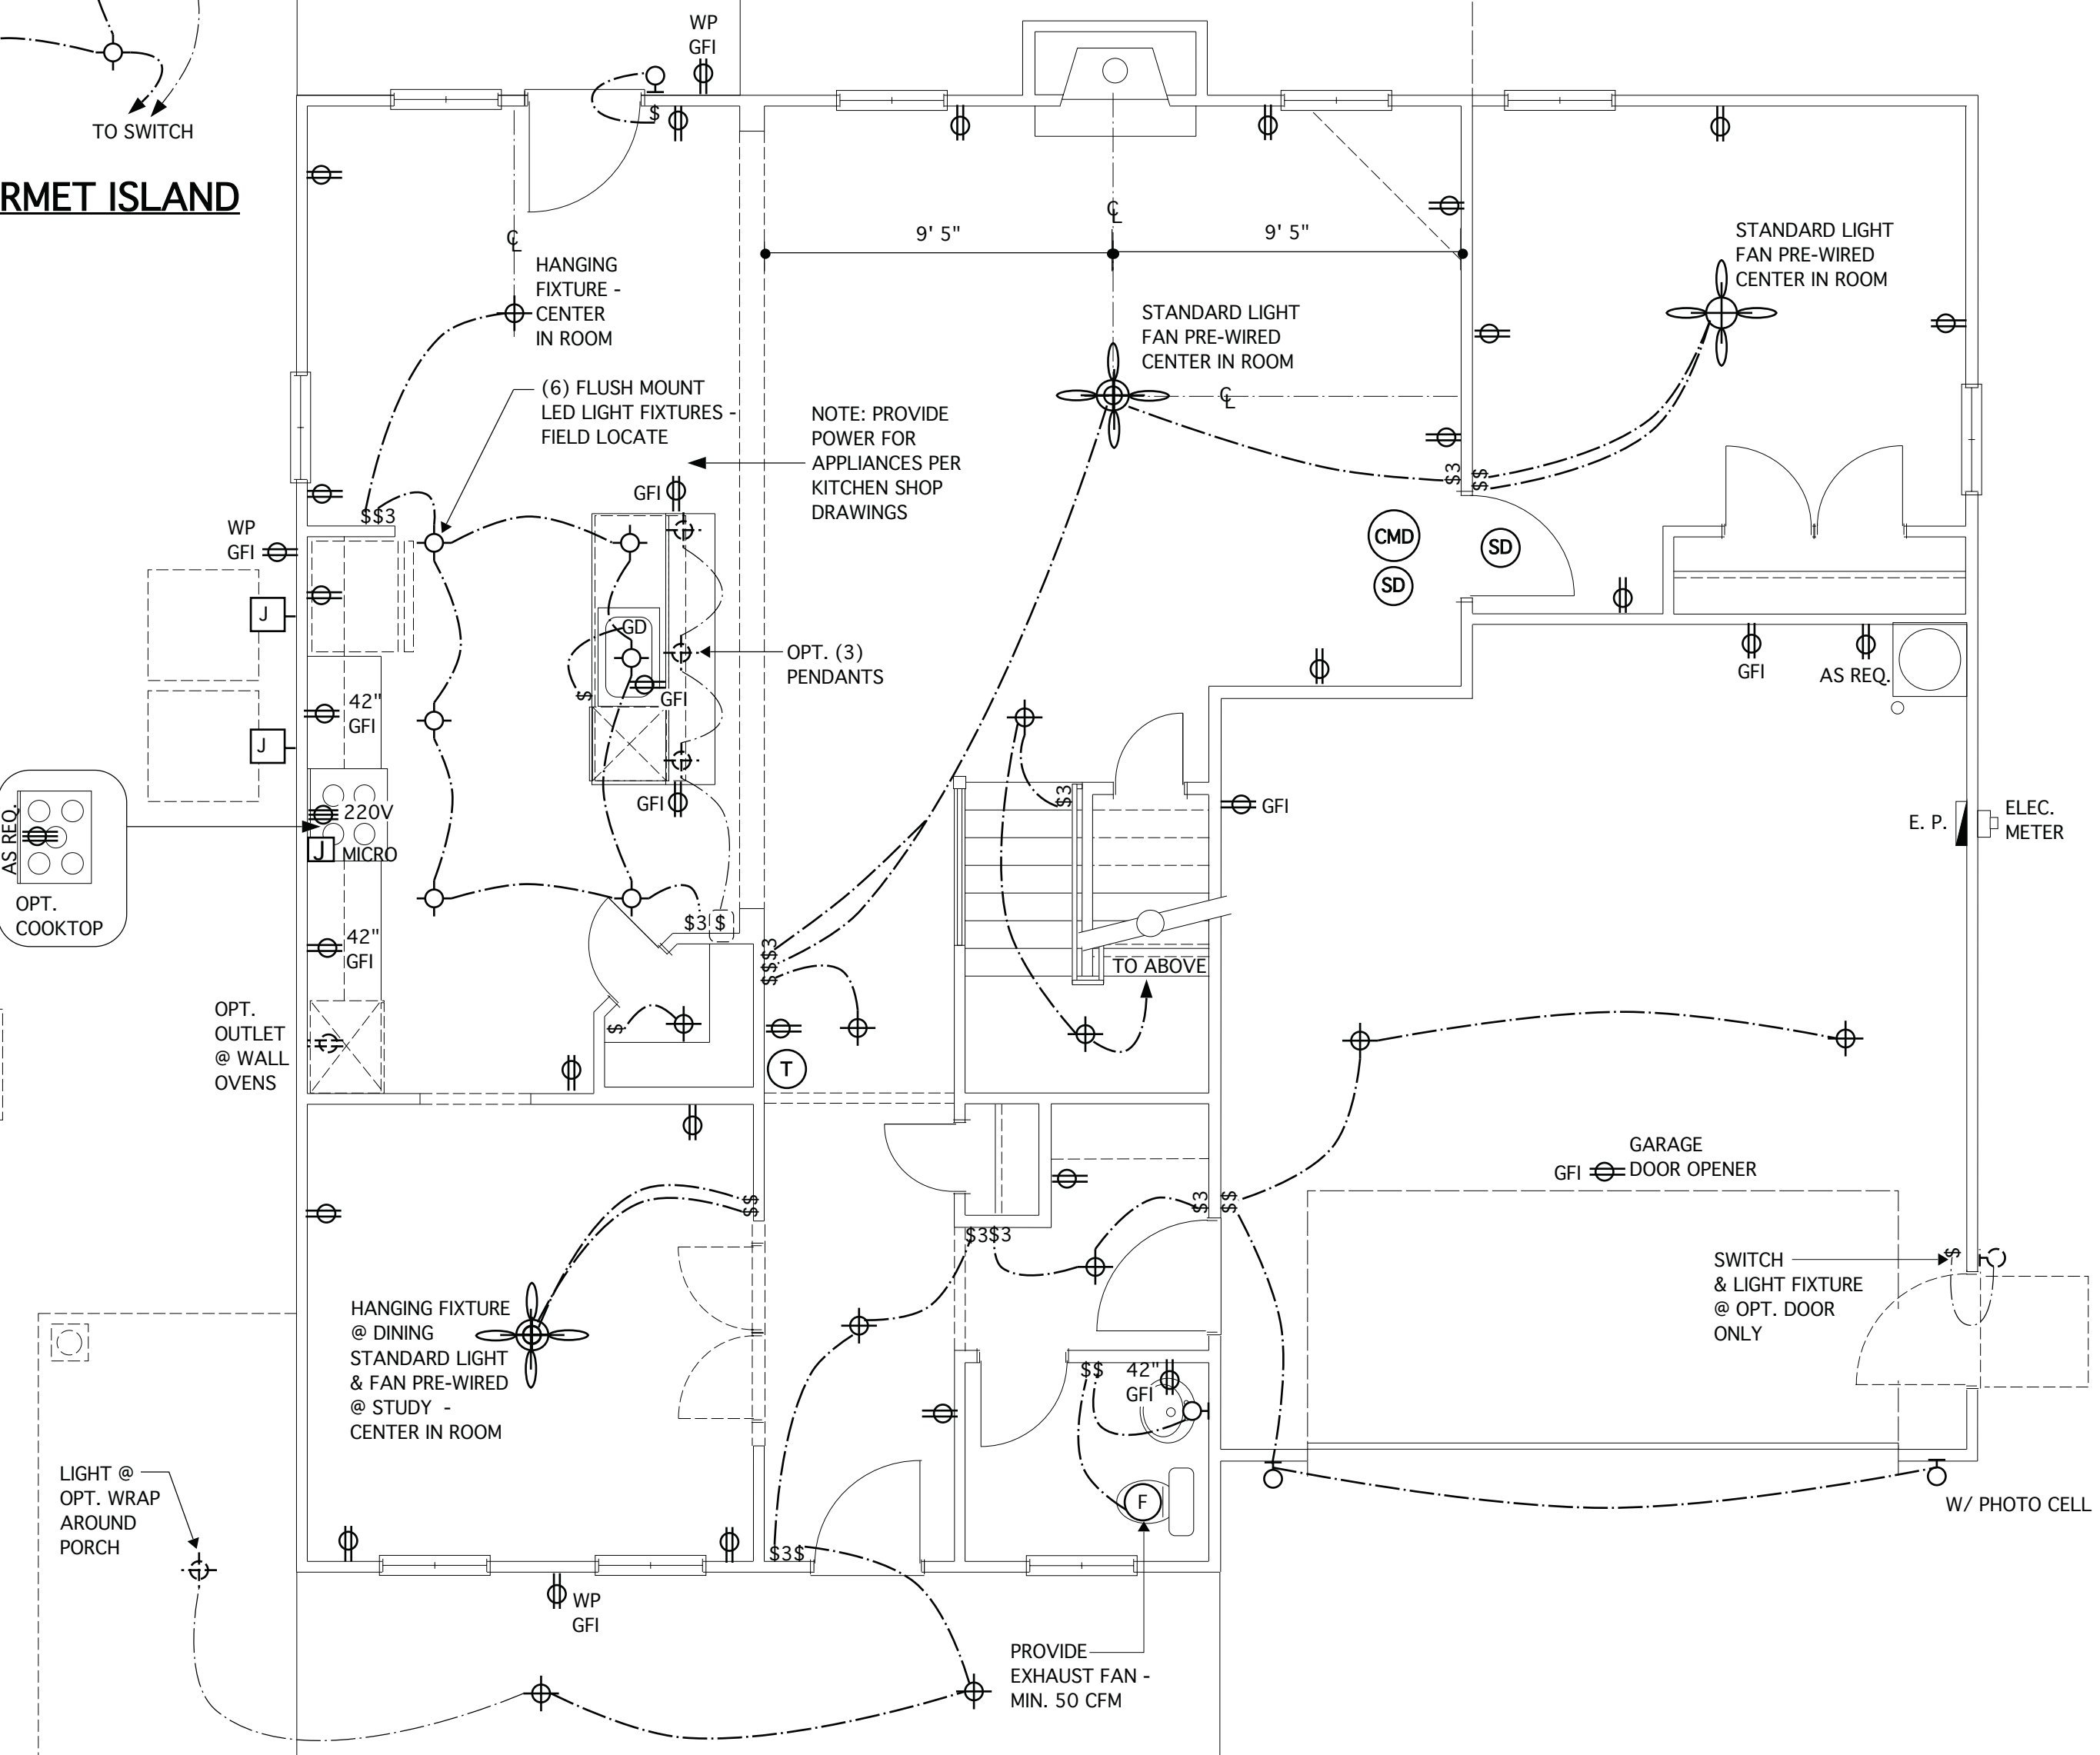 WP
GFI
TO SWITCH
RMET ISLAND
$
℄
HANGING
FIXTURE -
CENTER
IN ROOM
9' 5"
℄
9' 5"
STANDARD LIGHT
FAN PRE-WIRED
CENTER IN ROOM
STANDARD LIGHT
FAN PRE-WIRED
CENTER IN ROOM
℄
(6) FLUSH MOUNT
LED LIGHT FIXTURES -
FIELD LOCATE
NOTE: PROVIDE
POWER FOR
APPLIANCES PER
KITCHEN SHOP
DRAWINGS
$3
$$
GFI
$$3
WP
GFI
CMD
SD
SD
J
GD
$
GFI
OPT. (3)
PENDANTS
GFI
AS REQ.
42"
GFI
J
220V
J
MICRO
GFI
$3
GFI
E. P.
ELEC.
METER
AS REQ.
OPT.
COOKTOP
42"
GFI
$3 $
$$$3
TO ABOVE
OPT.
OUTLET
@ WALL
OVENS
$
T
GARAGE
DOOR OPENER
GFI
$$
$3
$$
$3$3
SWITCH
& LIGHT FIXTURE
@ OPT. DOOR
ONLY
$
HANGING FIXTURE
@ DINING
STANDARD LIGHT
& FAN PRE-WIRED
@ STUDY -
CENTER IN ROOM
$$
42"
GFI
F
LIGHT @
OPT. WRAP
AROUND
PORCH
W/ PHOTO CELL
$3$
WP
GFI
PROVIDE
EXHAUST FAN -
MIN. 50 CFM